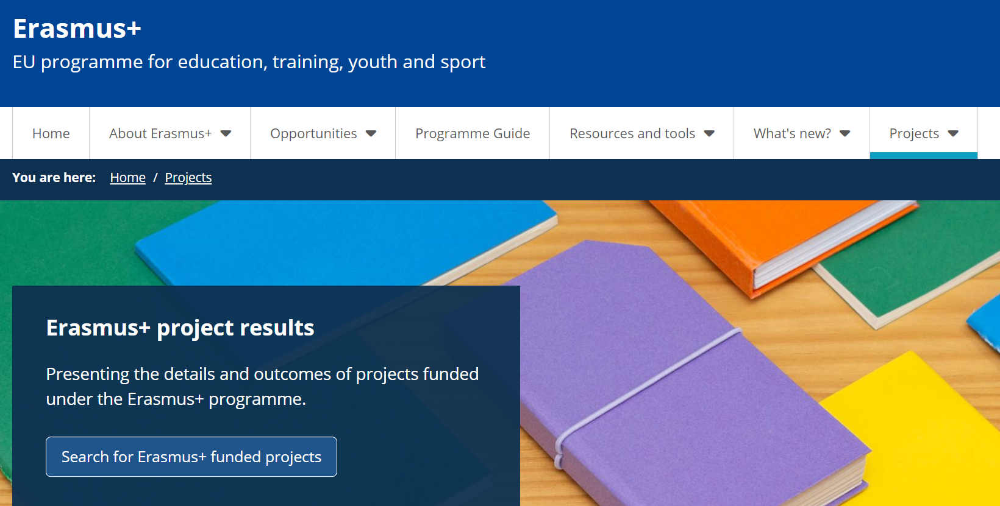 Erasmus+
EU programme for education, training, youth and sport
Home
About Erasmus+
Opportunities
Programme Guide
Resources and tools
What's new?
Projects
You are here: Home / Projects
Erasmus+ project results
Presenting the details and outcomes of projects funded
under the Erasmus+ programme.
Search for Erasmus+ funded projects